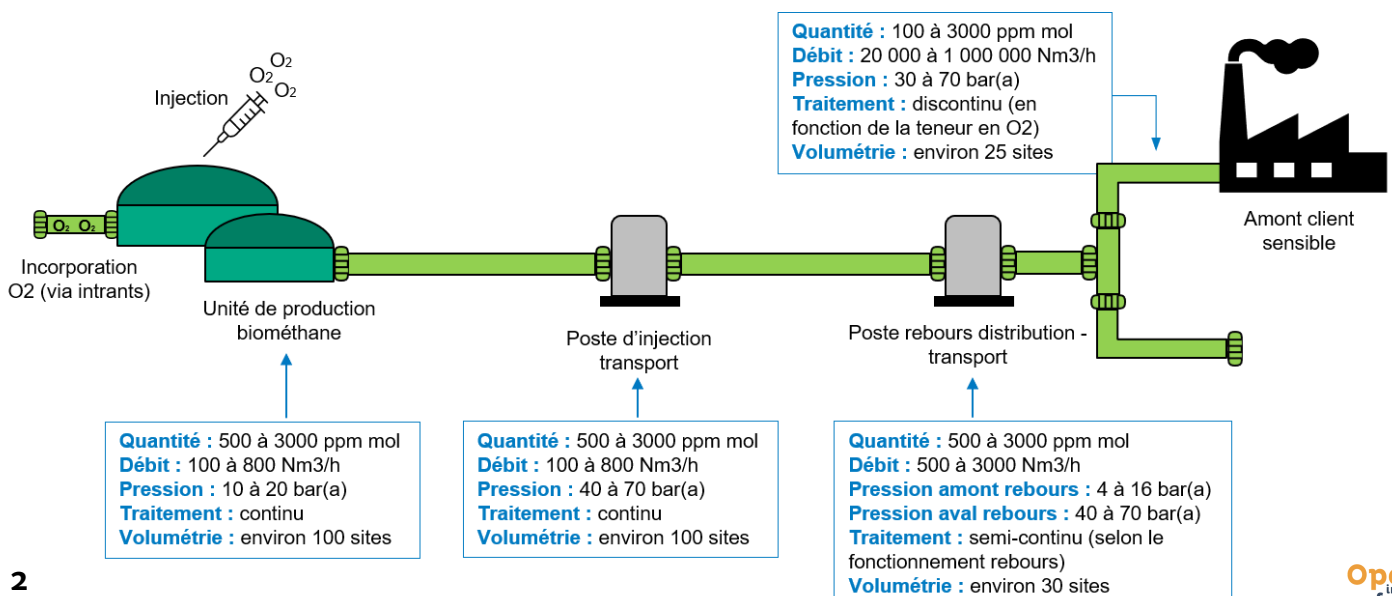 Quantité : 100 à 3000 ppm mol
Débit : 20 000 à 1 000 000 Nm3/h
Pression : 30 à 70 bar(a)
Traitement : discontinu (en
fonction de la teneur en O2)
Volumétrie : environ 25 sites
Injection
O2
O2
O2
O2 O2
Incorporation
O2 (via intrants)
Unité de production
biométhane
Poste d'injection
transport
Poste rebours distribution -
transport
Amont client
sensible
Quantité : 500 à 3000 ppm mol
Débit : 100 à 800 Nm3/h
Pression : 10 à 20 bar(a)
Traitement : continu
Volumétrie : environ 100 sites
Quantité : 500 à 3000 ppm mol
Débit : 100 à 800 Nm3/h
Pression : 40 à 70 bar(a)
Traitement : continu
Volumétrie : environ 100 sites
Quantité : 500 à 3000 ppm mol
Débit : 500 à 3000 Nm3/h
Pression amont rebours : 4 à 16 bar(a)
Pression aval rebours : 40 à 70 bar(a)
Traitement : semi-continu (selon le
fonctionnement rebours)
Volumétrie : environ 30 sites
2